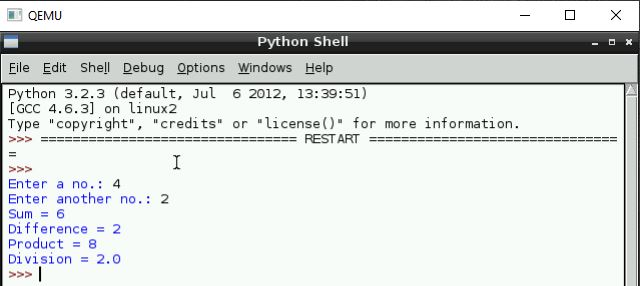 QEMU
Python Shell
File Edit Shell Debug Options Windows Help
Python 3.2.3 (default, Jul  6 2012, 13:39:51)
[GCC 4.6.3] on linux2
Type "copyright", "credits" or "license()" for more information.
>>> ================================ RESTART ===============================
=
>>>
Enter a no.: 4
Enter another no.: 2
Sum = 6
Difference = 2
Product = 8
Division = 2.0
>>>